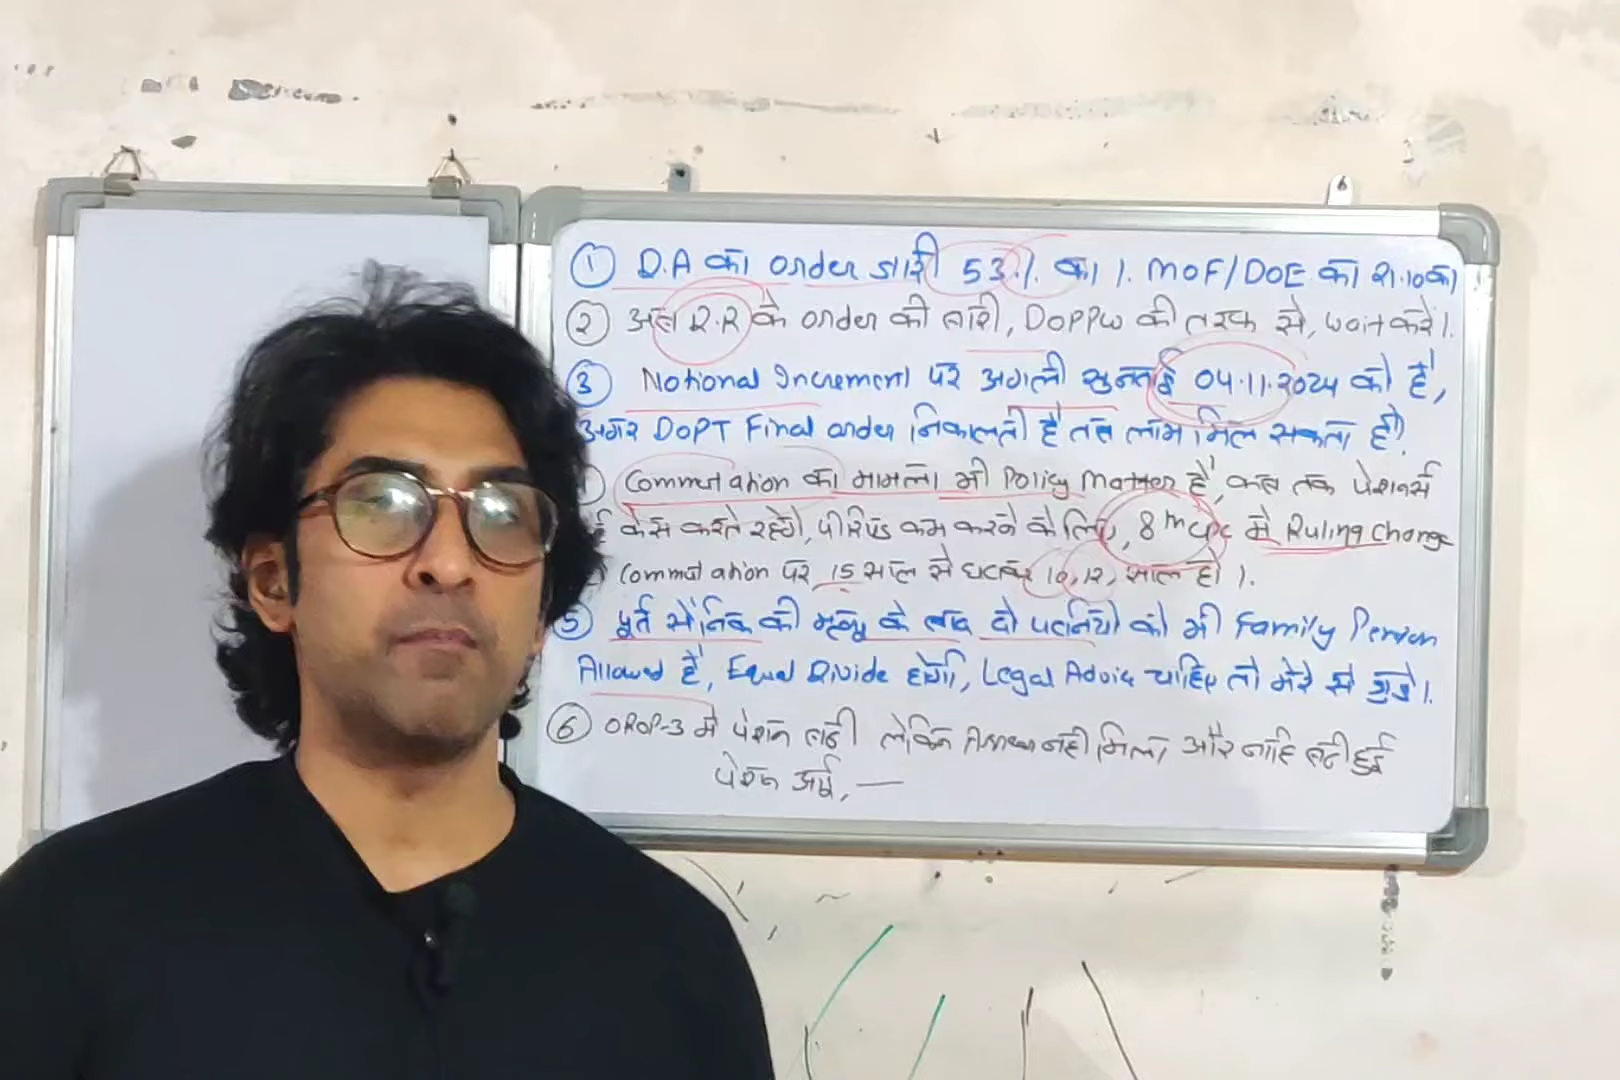 ① D.A का order जारी 53% का । MOF/DOE का 21.10 का
② अब D.R के order की बारी, DOPPW की तरफ से, wait करें।
③ Notional Increment पर अगली सुनवाई 04.11.2024 को है,
अगर DOPT Final order निकालती है तब लाभ मिल सकता है?
Commutation का मामला भी Policy Matter है, कब तक पेंशनर्स
केस करते रहेंगे, पीरियड कम करने के लिए, 8th CPC में Ruling Change
Commutation पर 15 साल से घटकर 10, 12, साल हो।
⑤ पूर्व सैनिक की मृत्यु के बाद दो पत्नियों को भी Family Pension
Allowed है, Equal Divide होगी, Legal Advice चाहिए तो मेरे से जुड़े।
⑥ OROP-3 में पेंशन बढ़ी लेकिन नही मिला और नाहि बढ़ी हुई
पेंशन आई, —